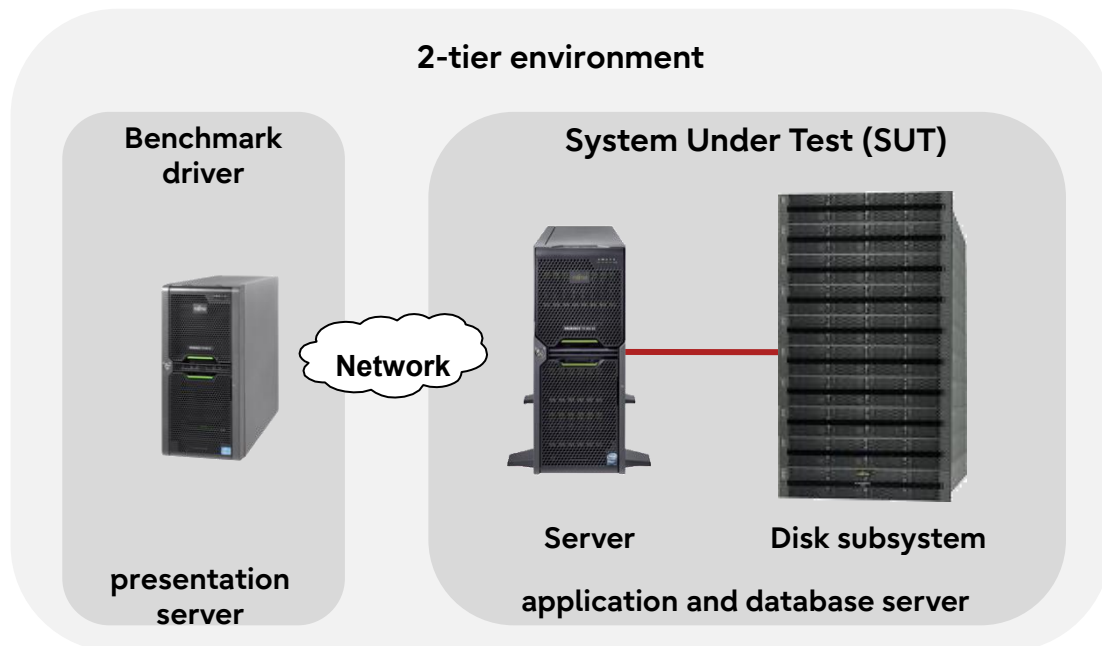 2-tier environment
Benchmark
driver
System Under Test (SUT)
Network
Server
Disk subsystem
presentation
server
application and database server